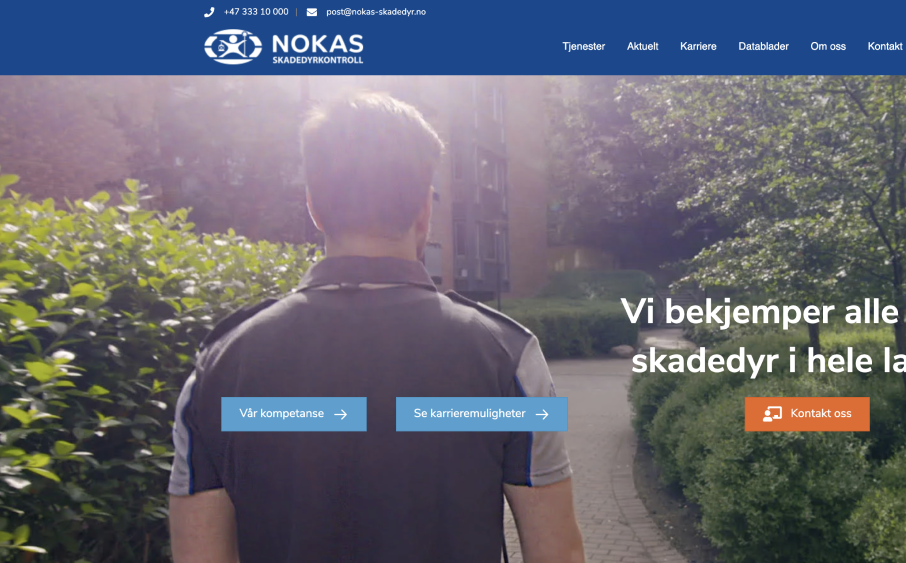 +47 333 10 000 | post@nokas-skadedyr.no
NOKAS
SKADEDYRKONTROLL
Tjenester Aktuelt Karriere Datablader Om oss Kontakt
Vi bekjemper alle
skadedyr i hele la
Vår kompetanse →
Se karrieremuligheter →
Kontakt oss